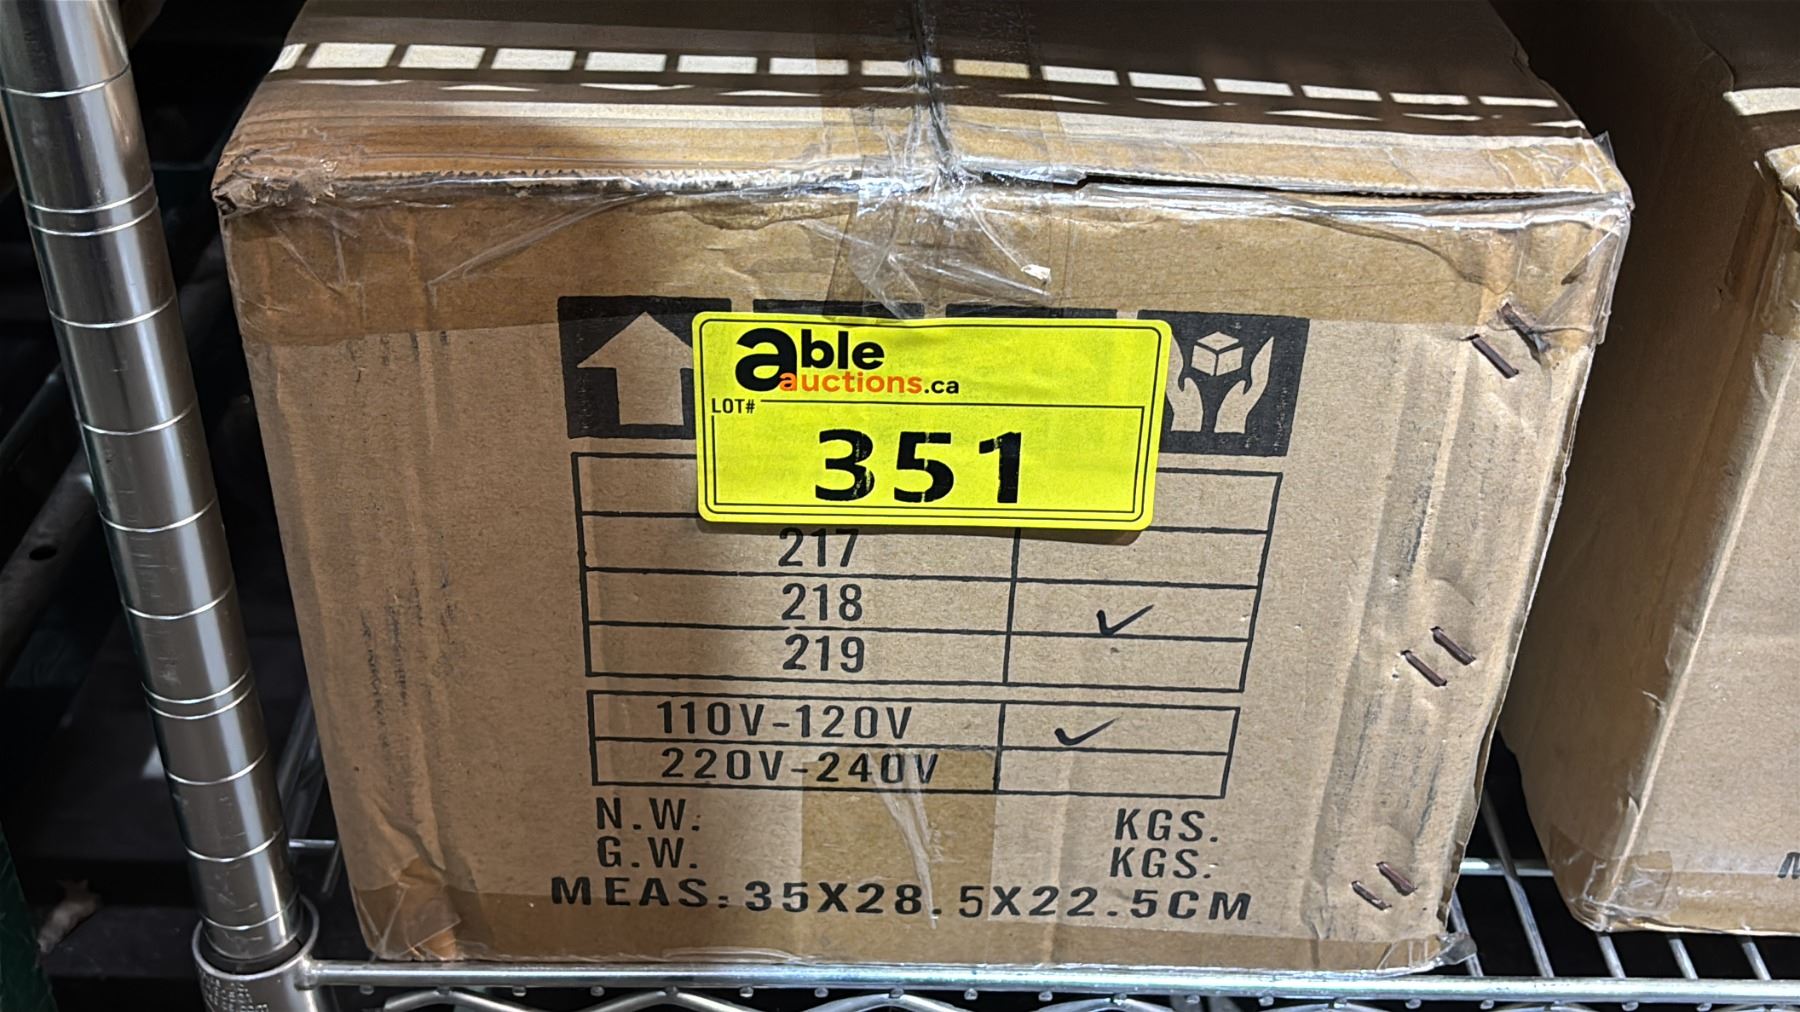 able
auctions.ca
LOT#
351
217
218 ✓
219
110V-120V ✓
220V-240V
N.W: KGS.
G.W. KGS.
MEAS: 35X28.5X22.5CM